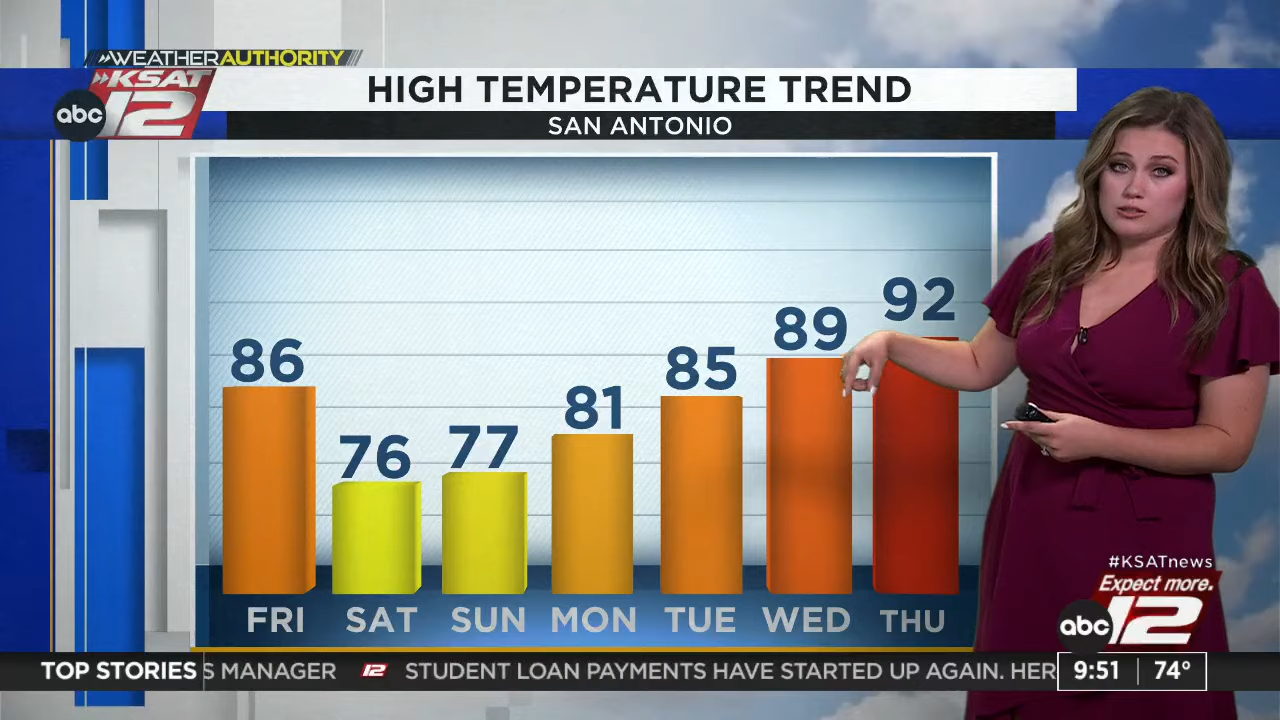 WEATHERAUTHORITY
KSAT
abc 12
HIGH TEMPERATURE TREND
SAN ANTONIO
86
76
77
81
85
89
92
FRI
SAT
SUN
MON
TUE
WED
THU
#KSATnews
Expect more.
abc 12
TOP STORIES
S MANAGER 12 STUDENT LOAN PAYMENTS HAVE STARTED UP AGAIN. HER
9:51
74°